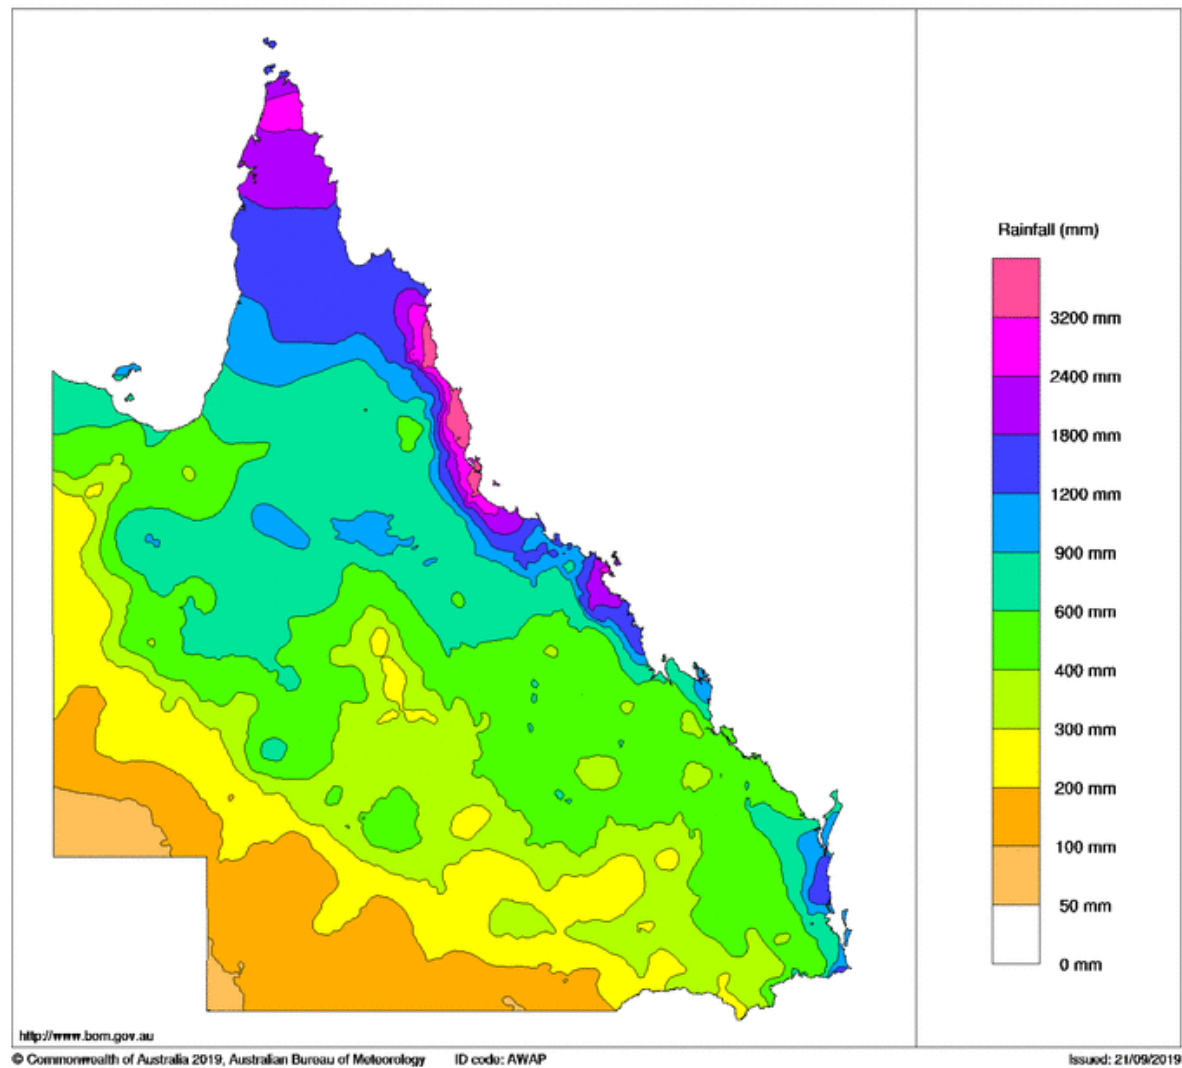 Rainfall (mm)
3200 mm
2400 mm
1800 mm
1200 mm
900 mm
600 mm
400 mm
300 mm
200 mm
100 mm
50 mm
0 mm
http://www.bom.gov.au
© Commonwealth of Australia 2019, Australian Bureau of Meteorology ID code: AWAP Issued: 21/09/2019